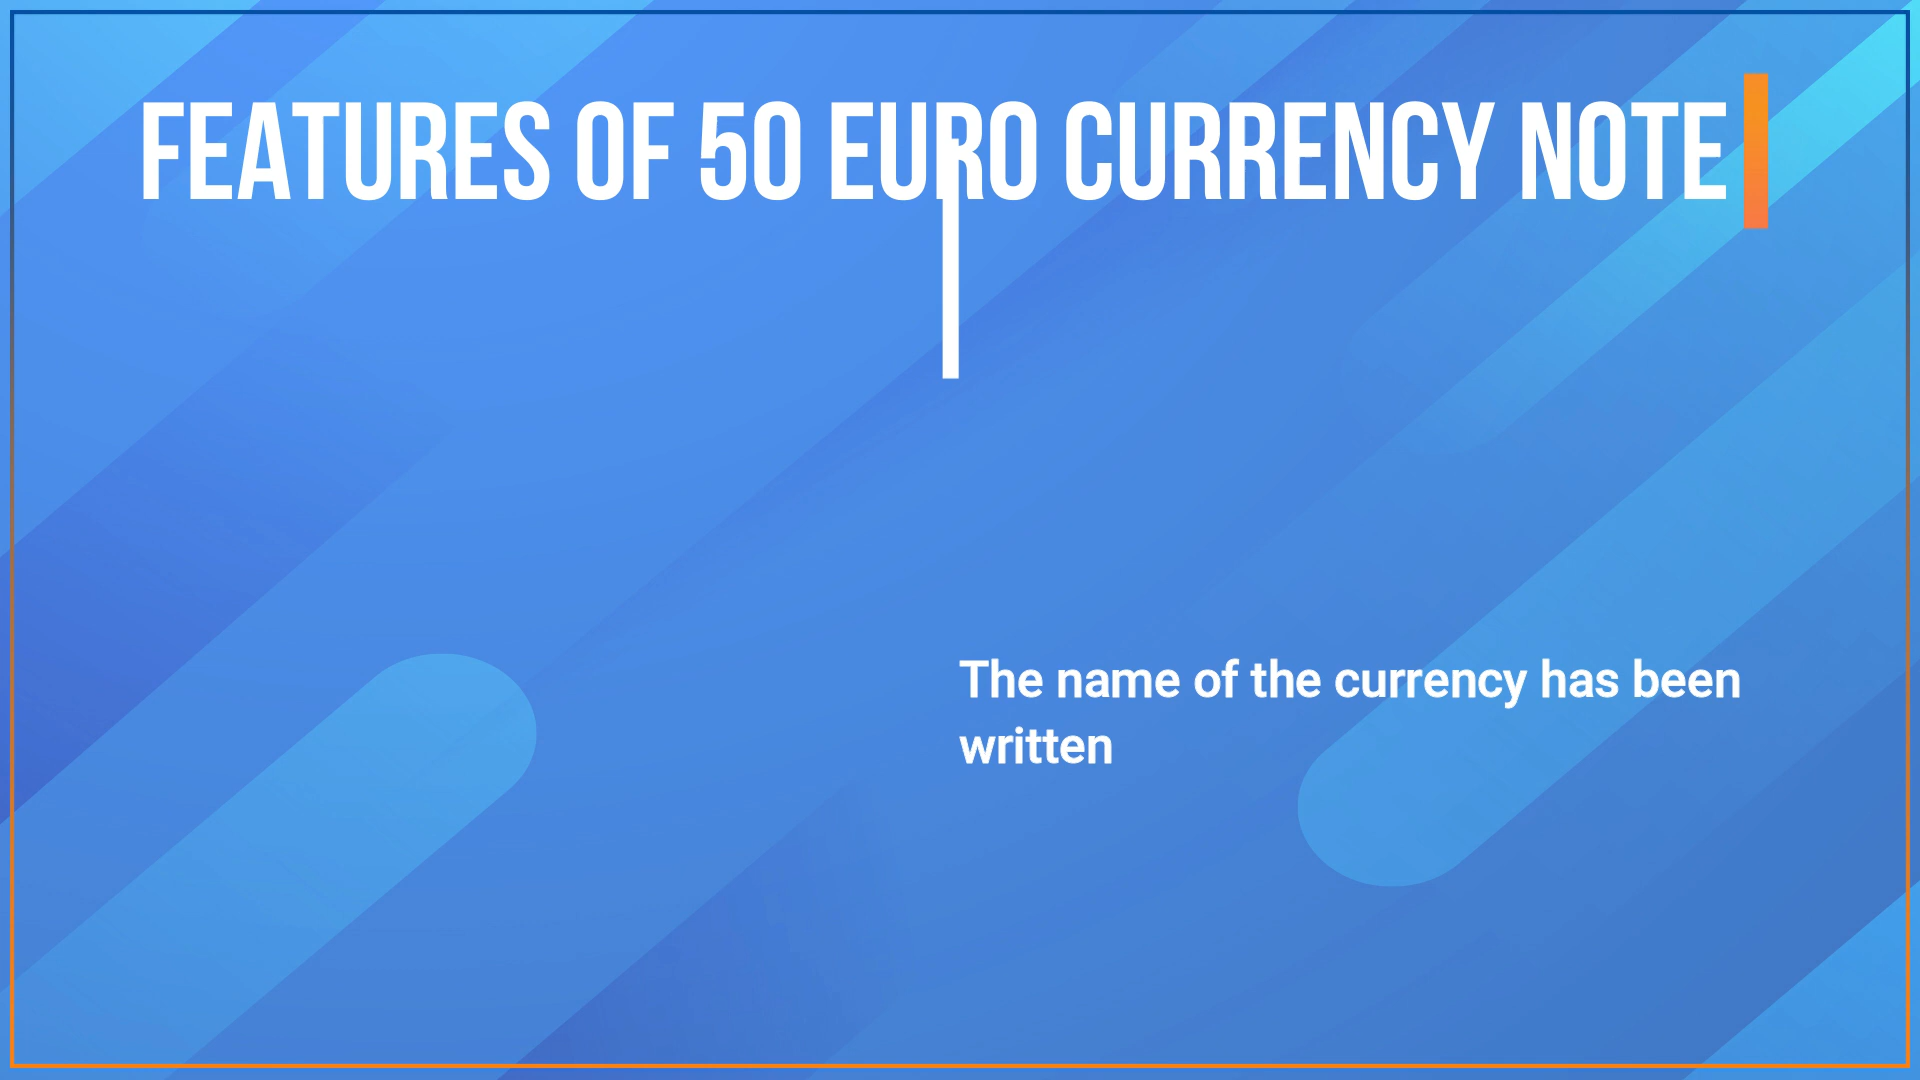 FEATURES OF 50 EURO CURRENCY NOTE
The name of the currency has been
written